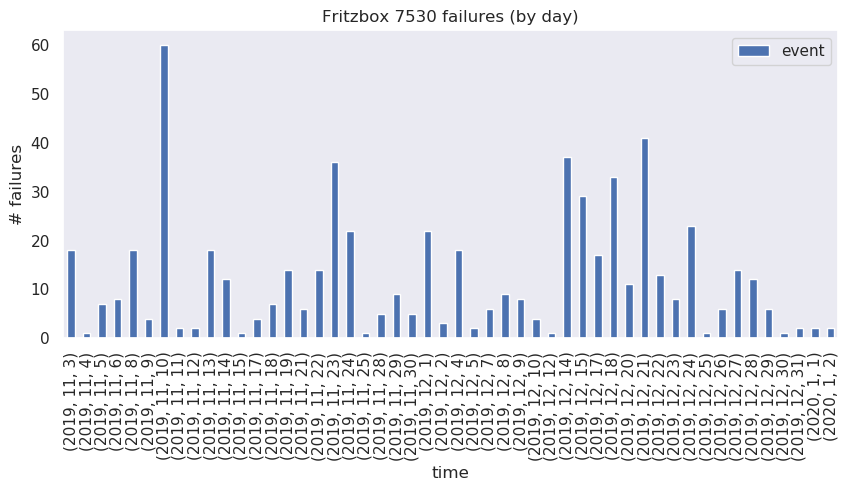 Fritzbox 7530 failures (by day)
event
# failures
60
50
40
30
20
10
0
(2019, 11, 3)
(2019, 11, 4)
(2019, 11, 5)
(2019, 11, 6)
(2019, 11, 8)
(2019, 11, 9)
(2019, 11, 10)
(2019, 11, 11)
(2019, 11, 12)
(2019, 11, 13)
(2019, 11, 14)
(2019, 11, 15)
(2019, 11, 17)
(2019, 11, 18)
(2019, 11, 19)
(2019, 11, 21)
(2019, 11, 22)
(2019, 11, 23)
(2019, 11, 24)
(2019, 11, 25)
(2019, 11, 28)
(2019, 11, 29)
(2019, 11, 30)
(2019, 12, 1)
(2019, 12, 2)
(2019, 12, 4)
(2019, 12, 5)
(2019, 12, 7)
(2019, 12, 8)
(2019, 12, 9)
(2019, 12, 10)
(2019, 12, 12)
(2019, 12, 14)
(2019, 12, 15)
(2019, 12, 17)
(2019, 12, 18)
(2019, 12, 20)
(2019, 12, 21)
(2019, 12, 22)
(2019, 12, 23)
(2019, 12, 24)
(2019, 12, 25)
(2019, 12, 26)
(2019, 12, 27)
(2019, 12, 28)
(2019, 12, 29)
(2019, 12, 30)
(2019, 12, 31)
(2020, 1, 1)
(2020, 1, 2)
time